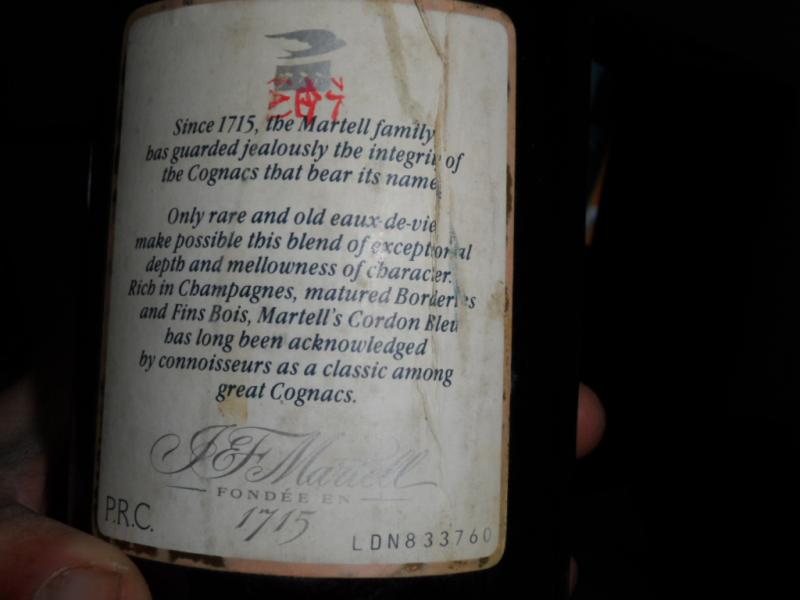 Since 1715, the Martell family
has guarded jealously the integrity of
the Cognacs that bear its name.
Only rare and old eaux-de-vie
make possible this blend of exceptional
depth and mellowness of character.
Rich in Champagnes, matured Borderies
and Fins Bois, Martell's Cordon Bleu
has long been acknowledged
by connoisseurs as a classic among
great Cognacs.
J&F Martell
FONDÉE EN
1715
P.R.C.
LDN833760